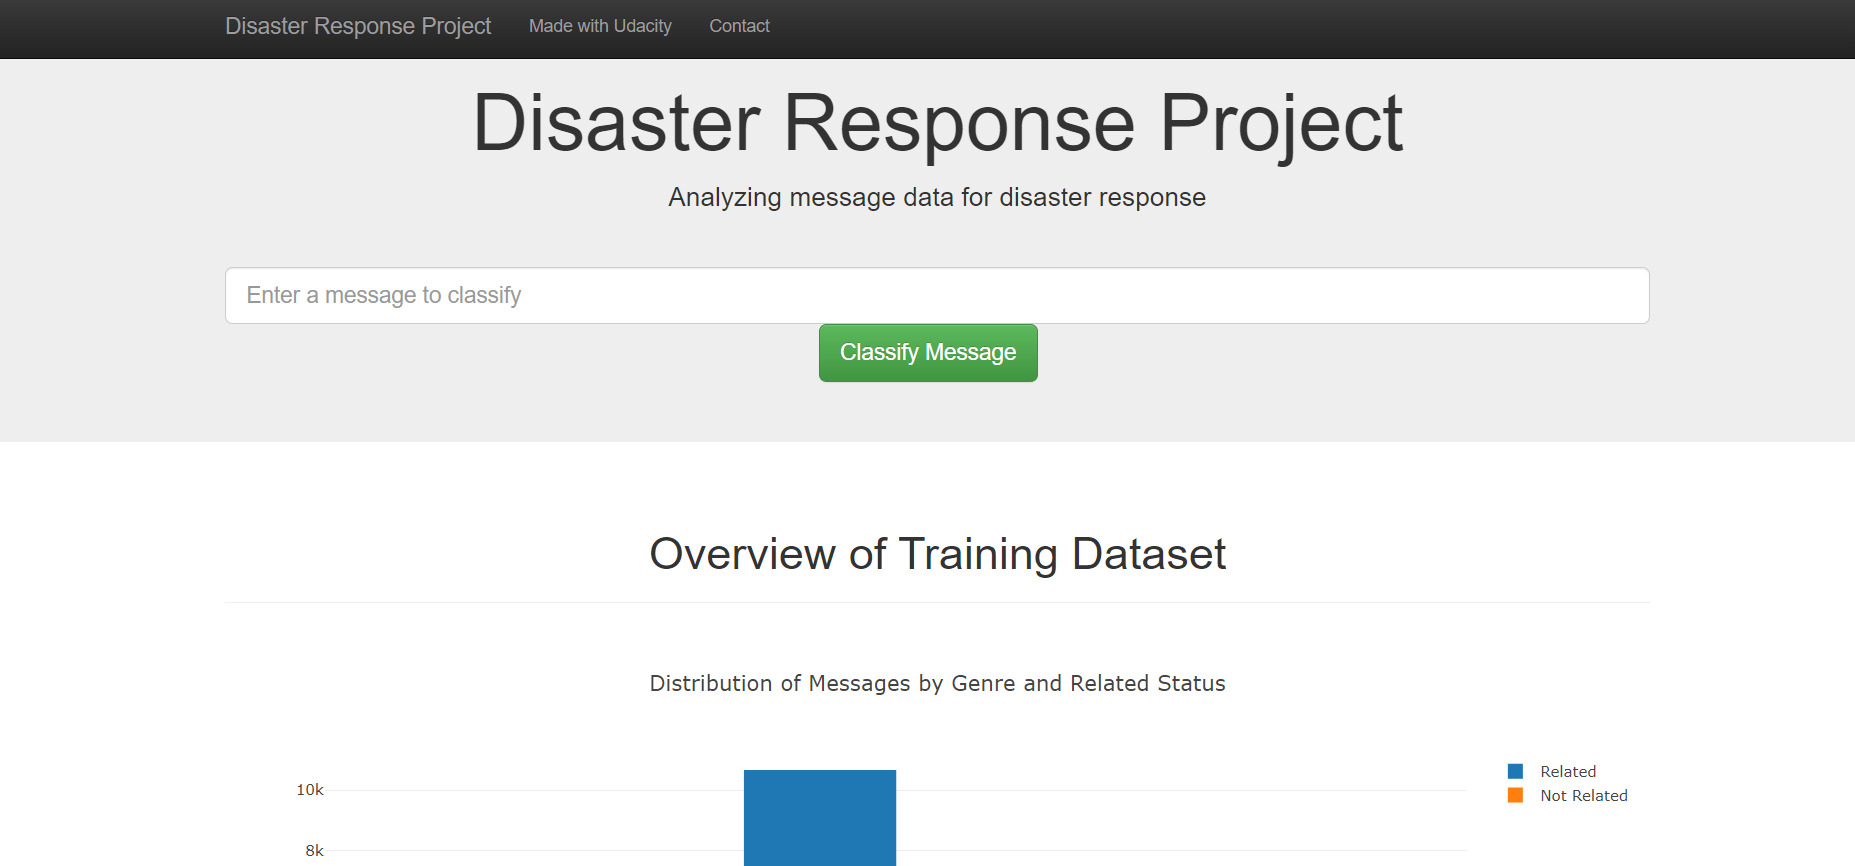 Disaster Response Project Made with Udacity Contact
Disaster Response Project
Analyzing message data for disaster response
Enter a message to classify
Classify Message
Overview of Training Dataset
Distribution of Messages by Genre and Related Status
Related
10k
Not Related
8k